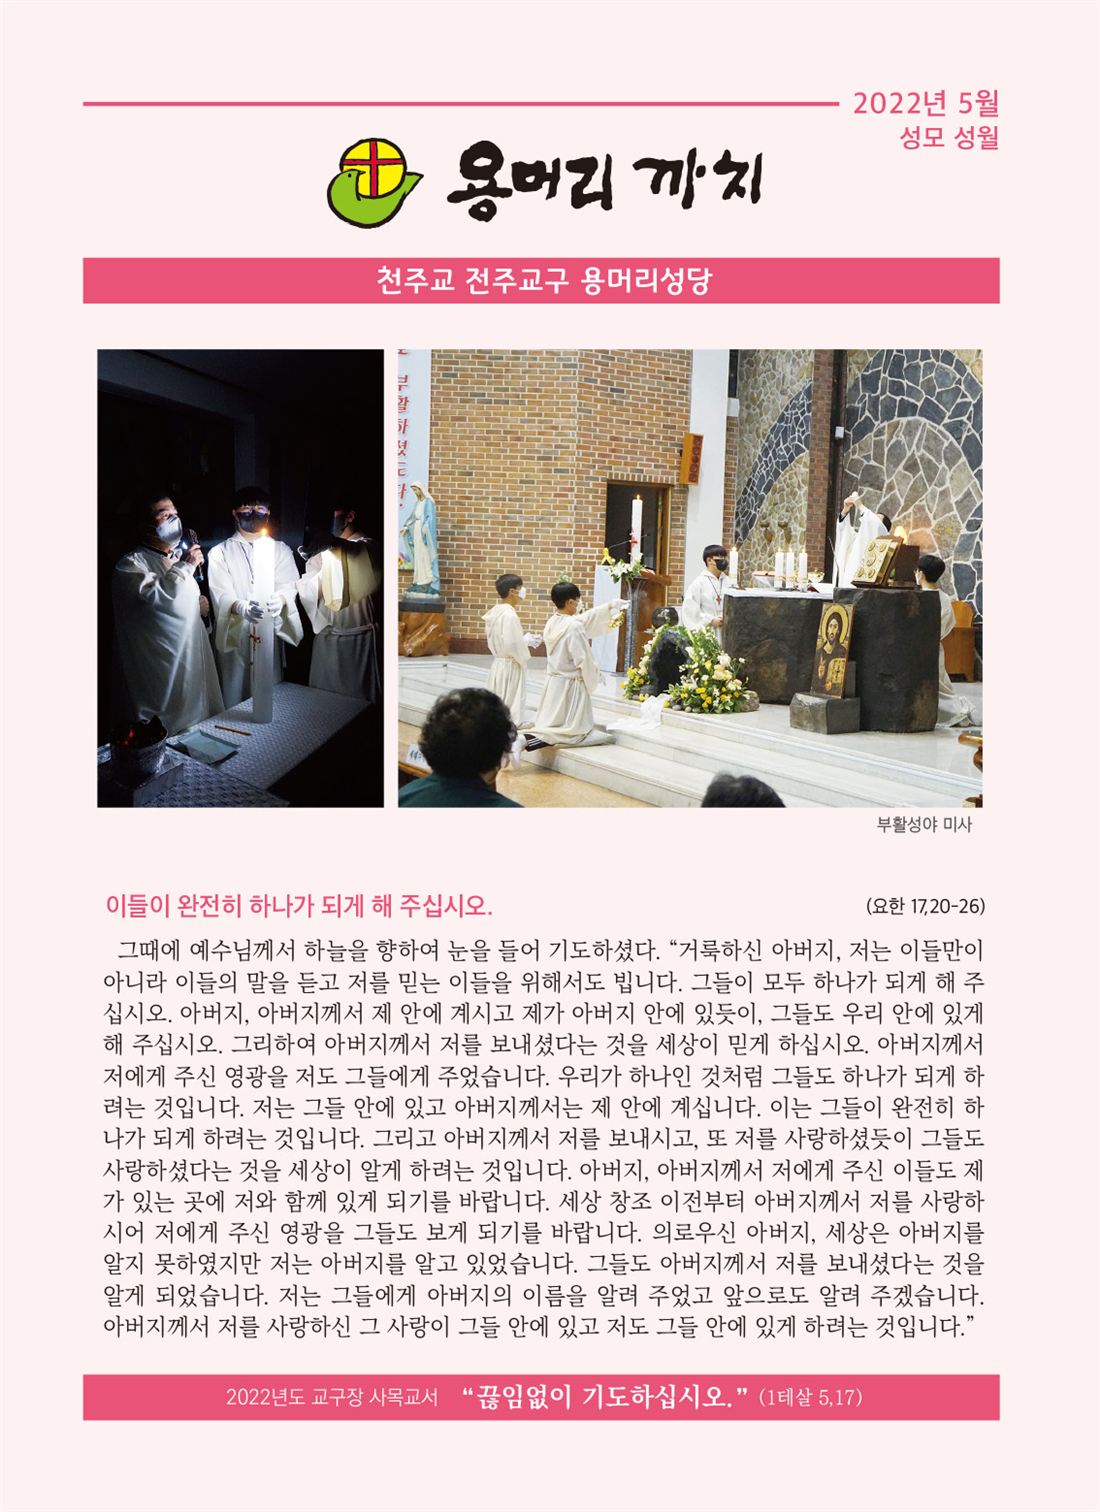 2022년 5월
성모 성월
용머리 까치
천주교 전주교구 용머리성당
부활하셨도다.
부활성야 미사
이들이 완전히 하나가 되게 해 주십시오.
(요한 17,20-26)
그때에 예수님께서 하늘을 향하여 눈을 들어 기도하셨다. “거룩하신 아버지, 저는 이들만이
아니라 이들의 말을 듣고 저를 믿는 이들을 위해서도 빕니다. 그들이 모두 하나가 되게 해 주
십시오. 아버지, 아버지께서 제 안에 계시고 제가 아버지 안에 있듯이, 그들도 우리 안에 있게
해 주십시오. 그리하여 아버지께서 저를 보내셨다는 것을 세상이 믿게 하십시오. 아버지께서
저에게 주신 영광을 저도 그들에게 주었습니다. 우리가 하나인 것처럼 그들도 하나가 되게 하
려는 것입니다. 저는 그들 안에 있고 아버지께서는 제 안에 계십니다. 이는 그들이 완전히 하
나가 되게 하려는 것입니다. 그리고 아버지께서 저를 보내시고, 또 저를 사랑하셨듯이 그들도
사랑하셨다는 것을 세상이 알게 하려는 것입니다. 아버지, 아버지께서 저에게 주신 이들도 제
가 있는 곳에 저와 함께 있게 되기를 바랍니다. 세상 창조 이전부터 아버지께서 저를 사랑하
시어 저에게 주신 영광을 그들도 보게 되기를 바랍니다. 의로우신 아버지, 세상은 아버지를
알지 못하였지만 저는 아버지를 알고 있었습니다. 그들도 아버지께서 저를 보내셨다는 것을
알게 되었습니다. 저는 그들에게 아버지의 이름을 알려 주었고 앞으로도 알려 주겠습니다.
아버지께서 저를 사랑하신 그 사랑이 그들 안에 있고 저도 그들 안에 있게 하려는 것입니다.”
2022년도 교구장 사목교서 “끊임없이 기도하십시오.” (1테살 5,17)